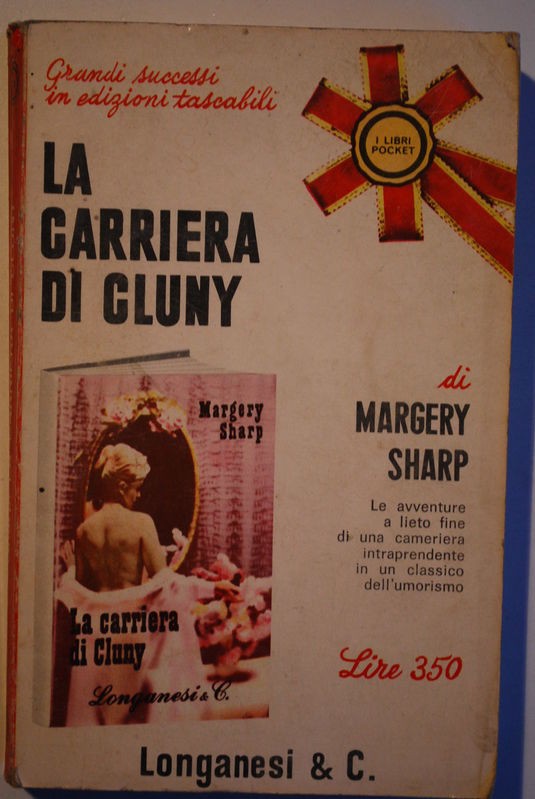 Grandi successi
in edizioni tascabili
I LIBRI
POCKET
LA
CARRIERA
DI CLUNY
di
MARGERY
SHARP
Le avventure
a lieto fine
di una cameriera
intraprendente
in un classico
dell'umorismo
Margery
Sharp
La carriera
di Cluny
Longanesi & C.
Lire 350
Longanesi & C.